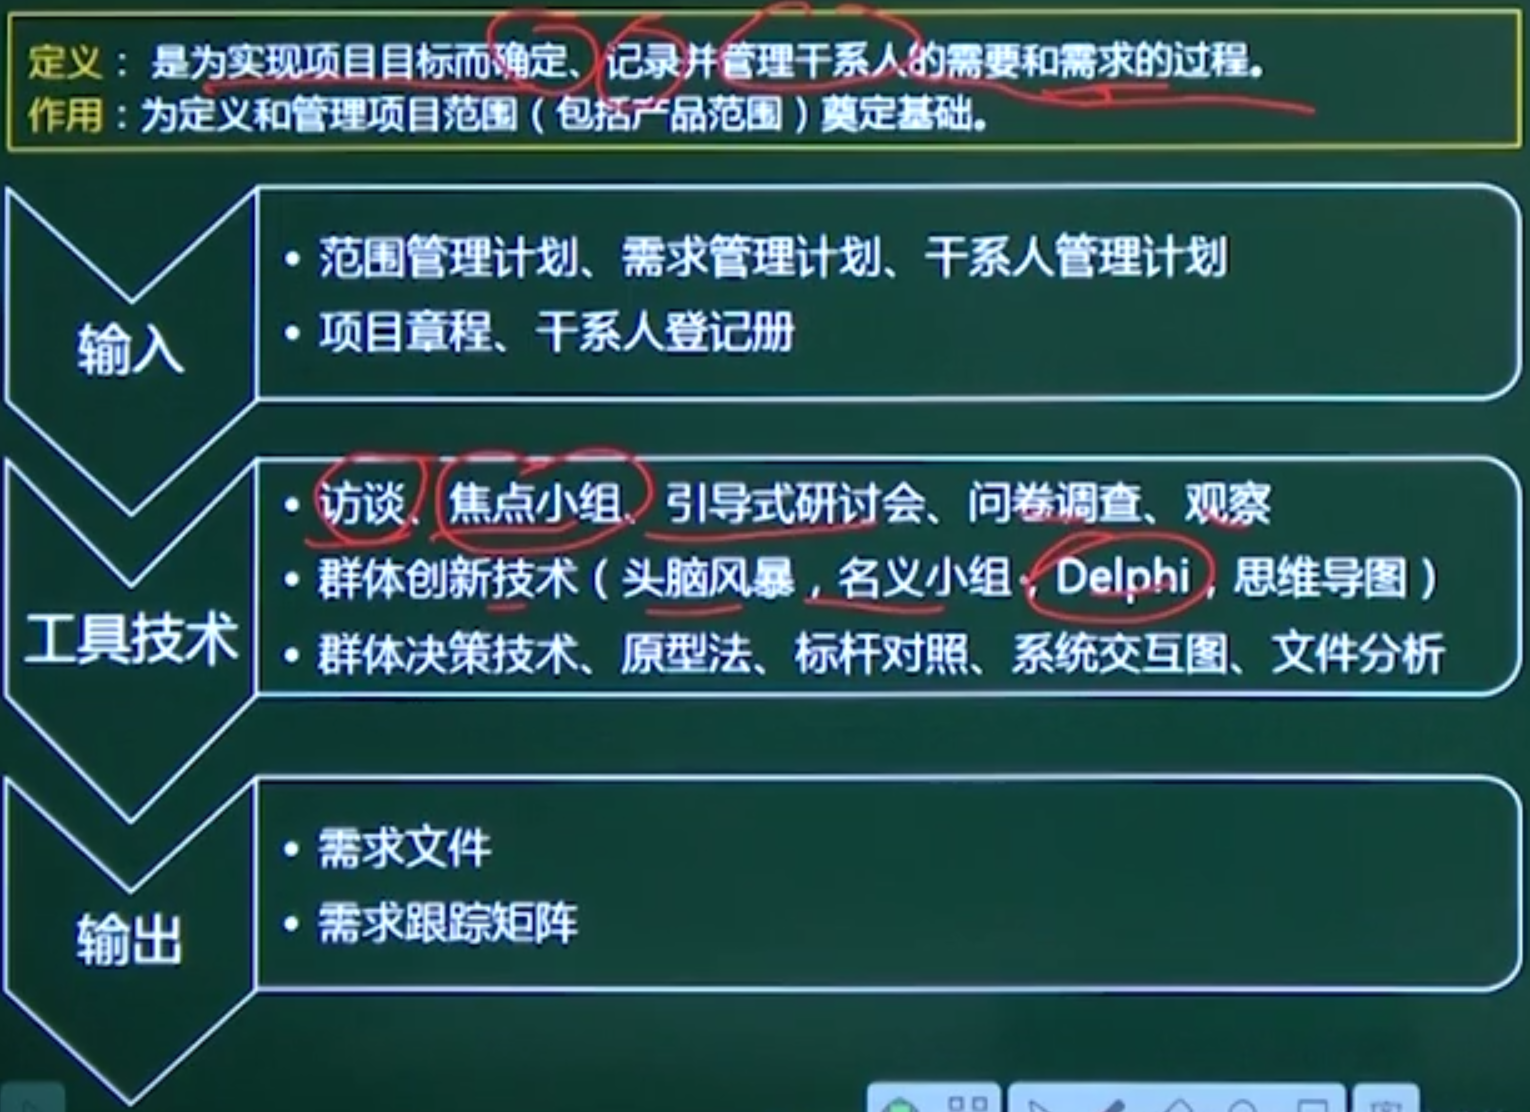 定义：是为实现项目目标而确定、记录并管理干系人的需要和需求的过程。
作用：为定义和管理项目范围（包括产品范围）奠定基础。
输入
• 范围管理计划、需求管理计划、干系人管理计划
• 项目章程、干系人登记册
工具技术
• 访谈、焦点小组、引导式研讨会、问卷调查、观察
• 群体创新技术（头脑风暴，名义小组，Delphi，思维导图）
• 群体决策技术、原型法、标杆对照、系统交互图、文件分析
输出
• 需求文件
• 需求跟踪矩阵